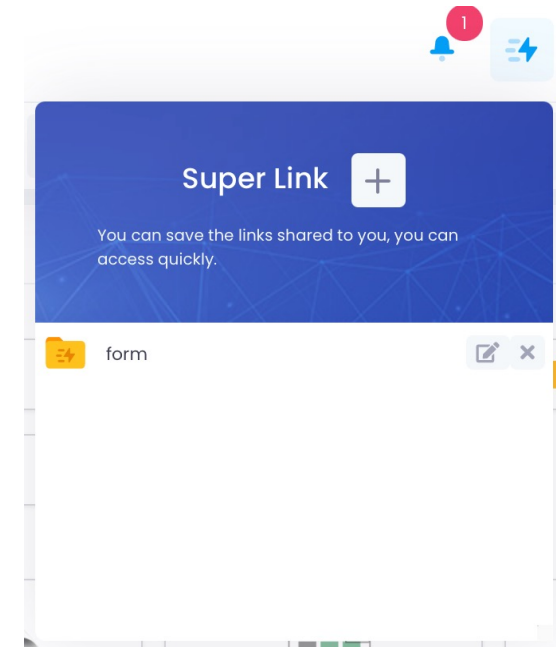 1
Super Link
You can save the links shared to you, you can
access quickly.
form